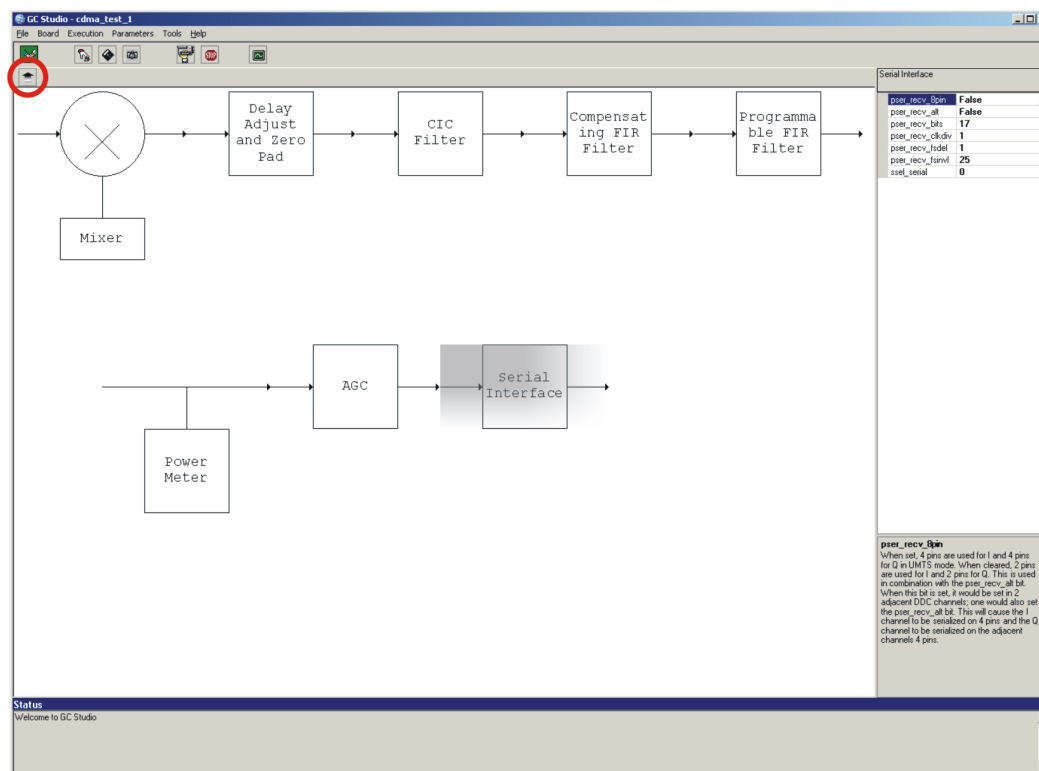 GC Studio - cdma_test_1
File Board Execution Parameters Tools Help
STOP
Serial Interface
pser_recv_8pin False
pser_recv_alt False
pser_recv_bits 17
pser_recv_clkdiv 1
pser_recv_fsdel 1
pser_recv_fsinvl 25
ssel_serial 0
Delay
Adjust
and Zero
Pad
CIC
Filter
Compensat
ing FIR
Filter
Programma
ble FIR
Filter
Mixer
AGC
Serial
Interface
Power
Meter
pser_recv_8pin
When set, 4 pins are used for I and 4 pins
for Q in UMTS mode. When cleared, 2 pins
are used for I and 2 pins for Q. This is used
in combination with the pser_recv_alt bit.
When this bit is set, it would be set in 2
adjacent DDC channels; one would also set
the pser_recv_alt bit. This will cause the I
channel to be serialized on 4 pins and the Q
channel to be serialized on the adjacent
channels 4 pins.
Status
Welcome to GC Studio